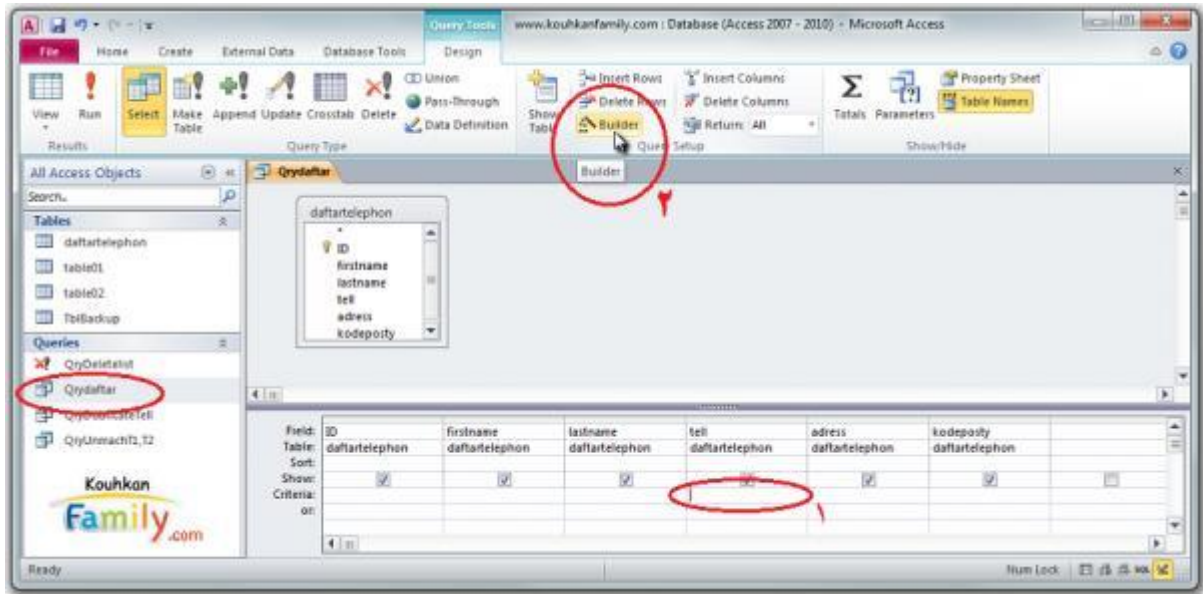 Query Tools www.kouhkanfamily.com : Database (Access 2007 - 2010) - Microsoft Access
File Home Create External Data Database Tools Design
View
Run
Results
Select
Make Table
Append
Update
Crosstab
Delete
Union
Pass-Through
Data Definition
Query Type
Show Table
Insert Rows
Delete Rows
Builder
Insert Columns
Delete Columns
Return: All
Query Setup
Totals
Parameters
Property Sheet
Table Names
Show/Hide
Builder
۲
All Access Objects
Search..
Tables
daftartelephon
table01
table02
TblBackup
Queries
QryDeletelist
Qrydaftar
QryUnmachT1,T2
Kouhkan
Family.com
Qrydaftar
daftartelephon
*
ID
firstname
lastname
tell
adress
kodeposty
Field: ID firstname lastname tell adress kodeposty
Table: daftartelephon daftartelephon daftartelephon daftartelephon daftartelephon daftartelephon
Sort:
Show:
Criteria:
or:
۱
Ready Num Lock SQL